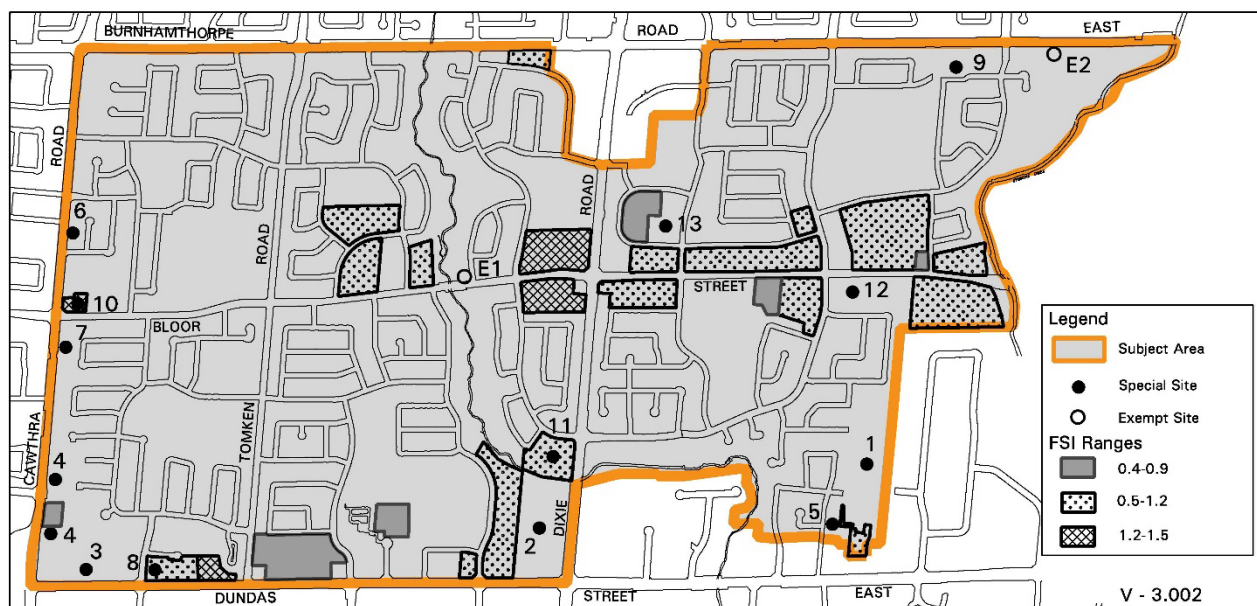 BURNHAMTHORPE
ROAD
EAST
9
E2
ROAD
6
ROAD
ROAD
13
E1
10
STREET
12
BLOOR
7
CAWTHRA
TOMKEN
11
1
4
4
DIXIE
2
5
3
8
DUNDAS
STREET
EAST
Legend
Subject Area
Special Site
Exempt Site
FSI Ranges
0.4-0.9
0.5-1.2
1.2-1.5
V - 3.002